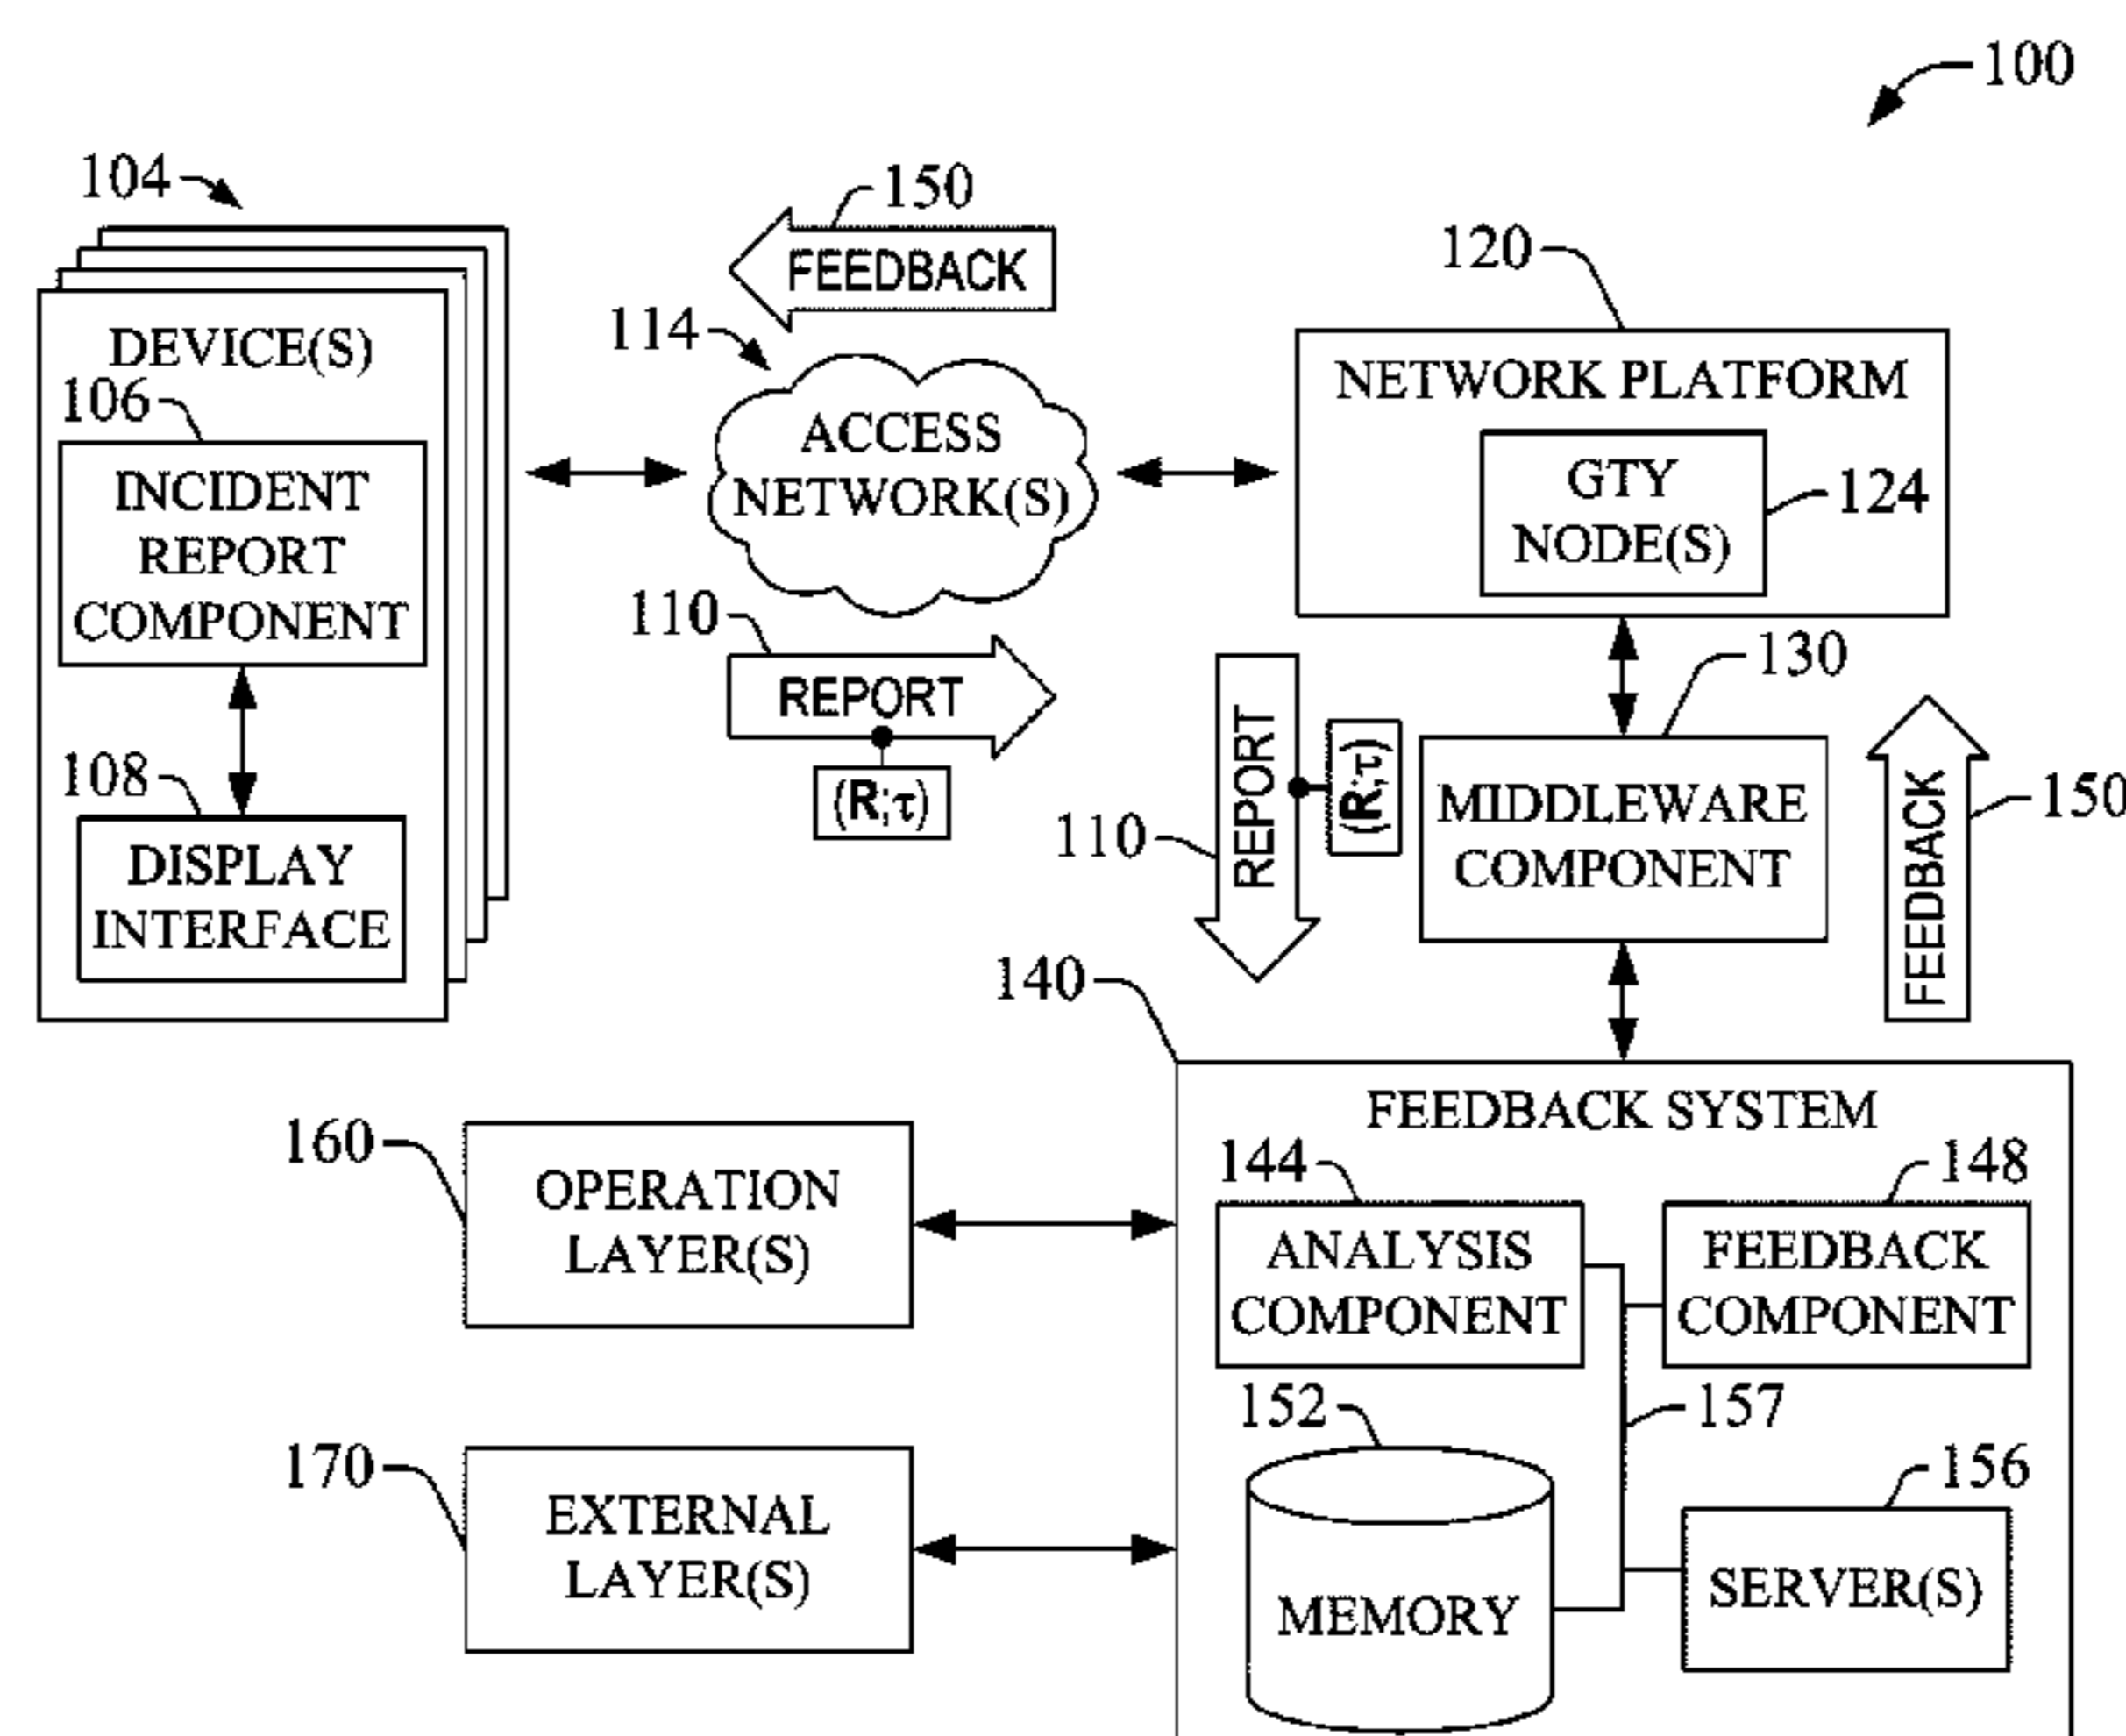 100
104
150
FEEDBACK
120
114
DEVICE(S)
NETWORK PLATFORM
106
ACCESS
NETWORK(S)
GTY
NODE(S)
124
INCIDENT
REPORT
COMPONENT
110
REPORT
(R;τ)
130
108
DISPLAY
INTERFACE
REPORT
(R;τ)
110
MIDDLEWARE
COMPONENT
FEEDBACK
150
140
FEEDBACK SYSTEM
160
OPERATION
LAYER(S)
144
148
ANALYSIS
COMPONENT
FEEDBACK
COMPONENT
152
157
170
EXTERNAL
LAYER(S)
156
MEMORY
SERVER(S)